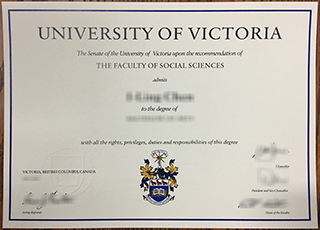 UNIVERSITY OF VICTORIA
The Senate of the University of Victoria upon the recommendation of
THE FACULTY OF SOCIAL SCIENCES
admits
to the degree of
with all the rights, privileges, duties and responsibilities of this degree
VICTORIA, BRITISH COLUMBIA, CANADA
Chancellor
President and Vice-Chancellor
Acting Registrar
Dean of the Faculty